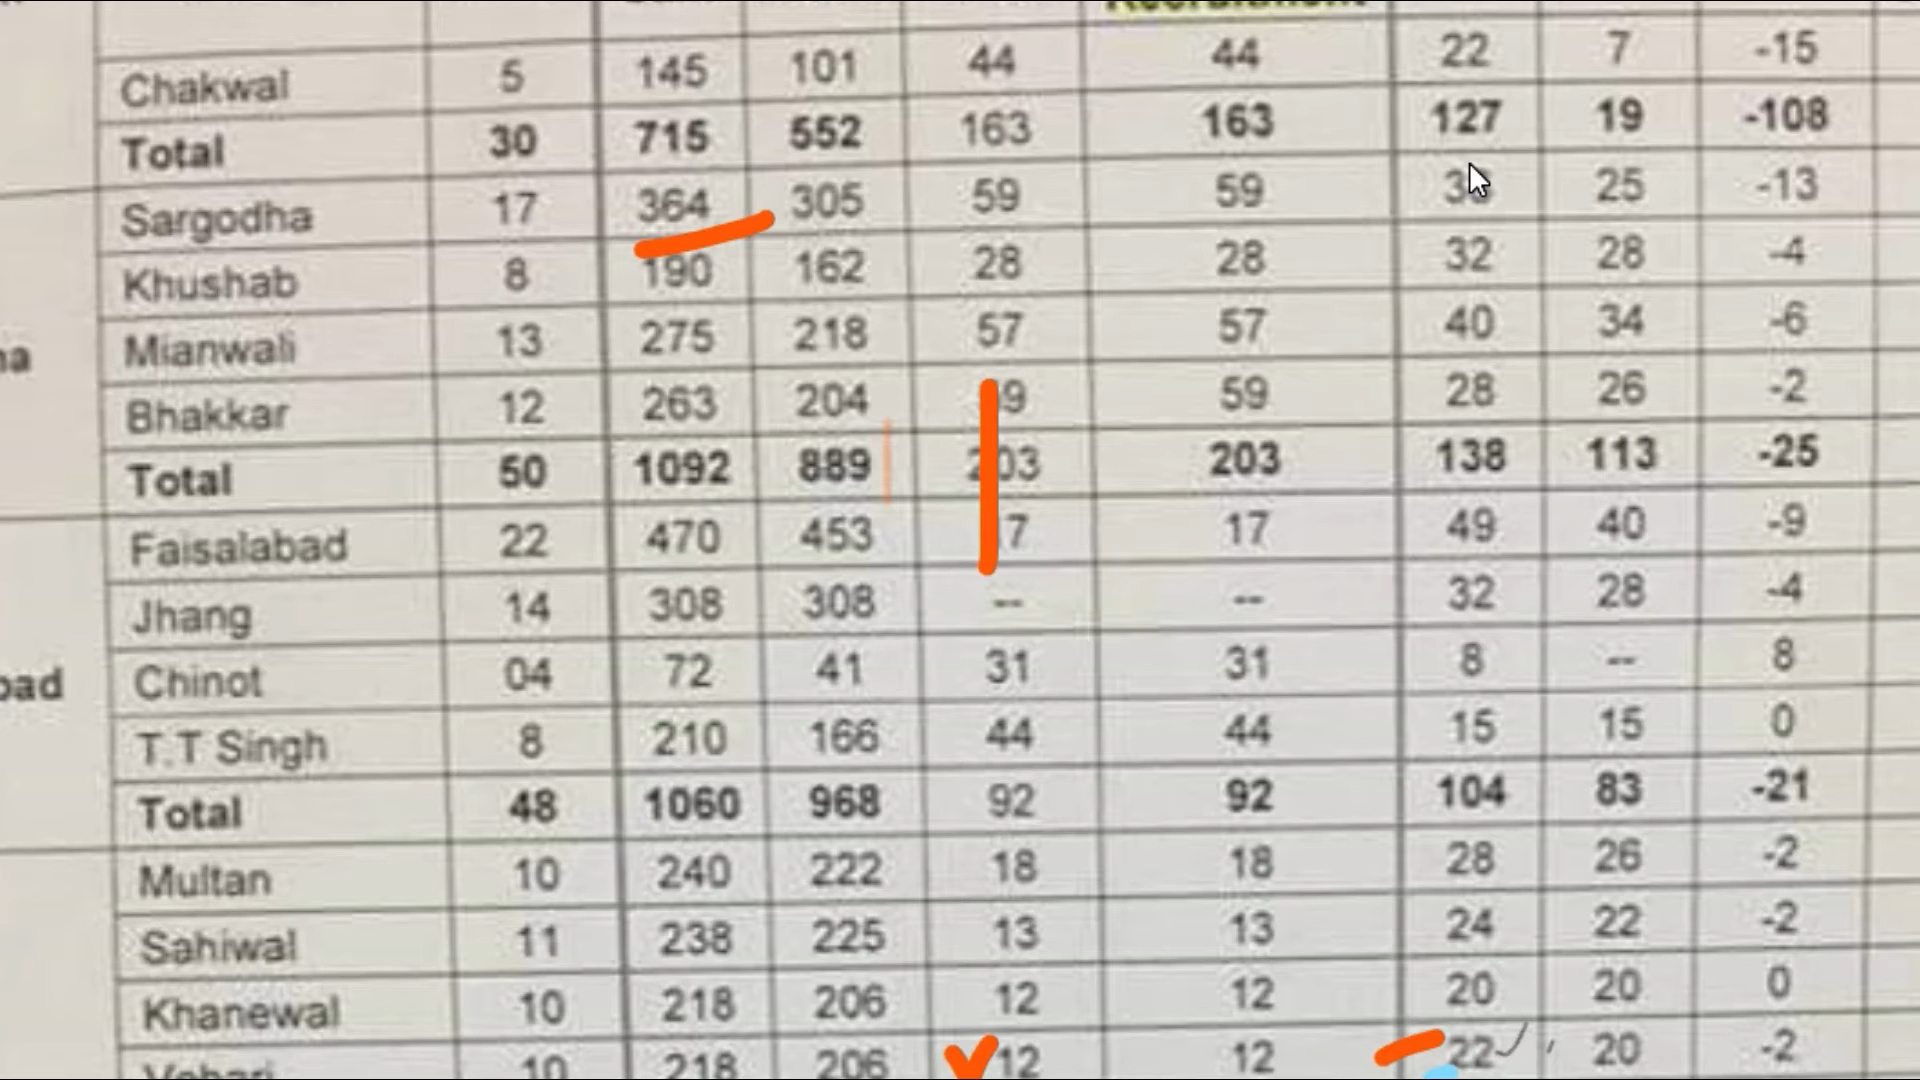 Recruitment
Chakwal 5 145 101 44 44 22 7 -15
Total 30 715 552 163 163 127 19 -108
Sargodha 17 364 305 59 59 25 -13
Khushab 8 190 162 28 28 32 28 -4
Mianwali 13 275 218 57 57 40 34 -6
Bhakkar 12 263 204 9 59 28 26 -2
Total 50 1092 889 203 203 138 113 -25
Faisalabad 22 470 453 7 17 49 40 -9
Jhang 14 308 308 -- -- 32 28 -4
bad Chinot 04 72 41 31 31 8 -- 8
T.T Singh 8 210 166 44 44 15 15 0
Total 48 1060 968 92 92 104 83 -21
Multan 10 240 222 18 18 28 26 -2
Sahiwal 11 238 225 13 13 24 22 -2
Khanewal 10 218 206 12 12 20 20 0
Vehari 10 218 206 12 12 22 20 -2